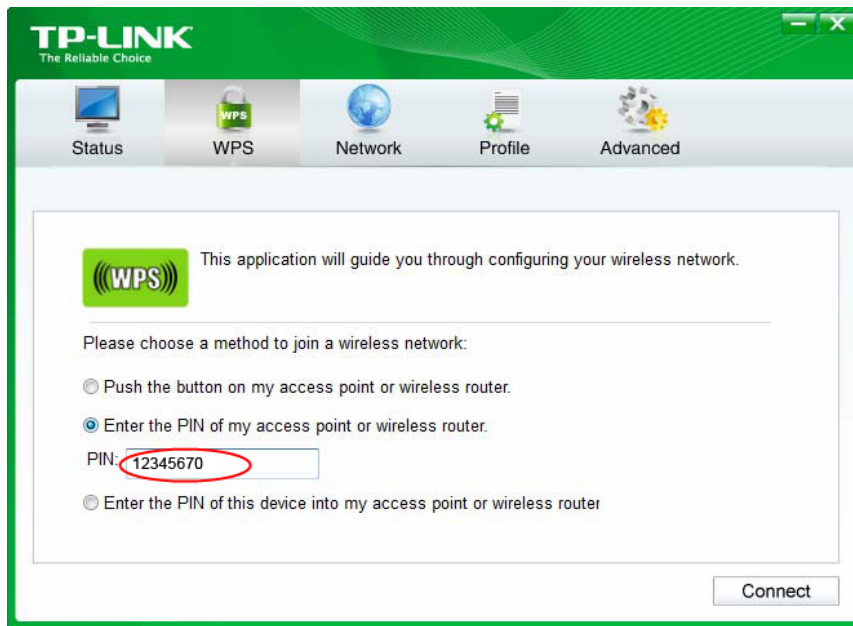 TP-LINK
The Reliable Choice
WPS
Status
WPS
Network
Profile
Advanced
WPS
This application will guide you through configuring your wireless network.
Please choose a method to join a wireless network:
Push the button on my access point or wireless router.
Enter the PIN of my access point or wireless router.
PIN: 12345670
Enter the PIN of this device into my access point or wireless router
Connect